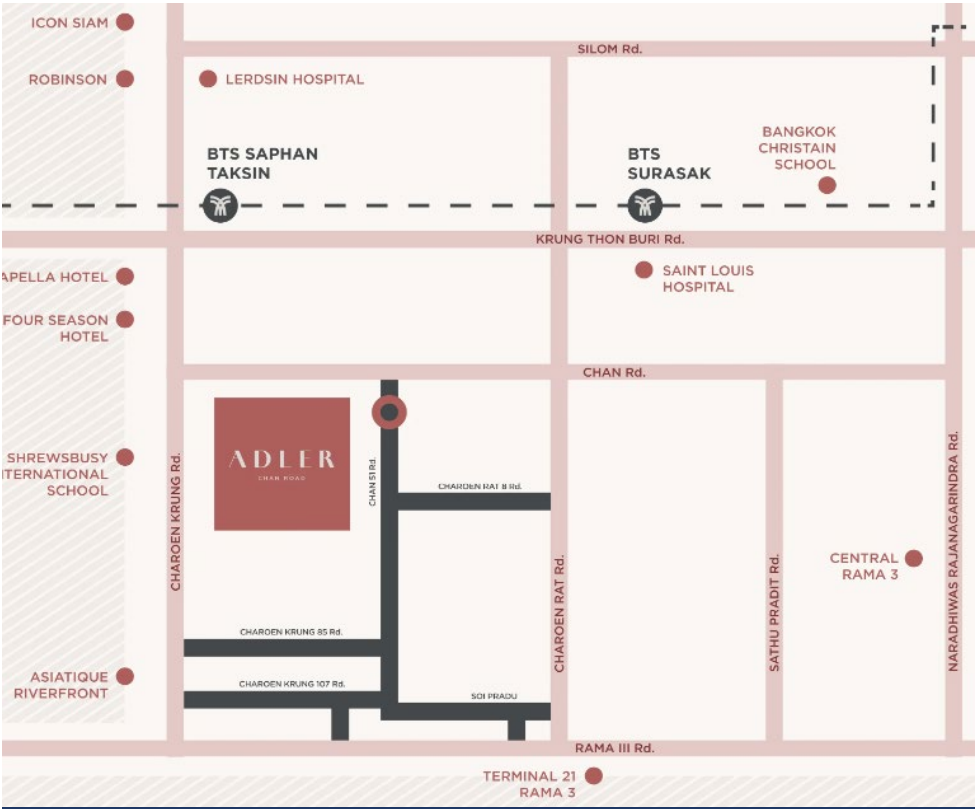 ICON SIAM
SILOM Rd.
ROBINSON
LERDSIN HOSPITAL
BANGKOK
CHRISTAIN
SCHOOL
BTS SAPHAN
TAKSIN
BTS
SURASAK
KRUNG THON BURI Rd.
APELLA HOTEL
SAINT LOUIS
HOSPITAL
FOUR SEASON
HOTEL
CHAN Rd.
ADLER
CHAN ROAD
SHREWSBUSY
NTERNATIONAL
SCHOOL
CHAROEN KRUNG Rd.
CHAN 51 Rd.
CHAROEN RAT 8 Rd.
CHAROEN RAT Rd.
SATHU PRADIT Rd.
NARADHIWAS RAJANAGARINDRA Rd.
CENTRAL
RAMA 3
CHAROEN KRUNG 85 Rd.
ASIATIQUE
RIVERFRONT
CHAROEN KRUNG 107 Rd.
SOI PRADU
RAMA III Rd.
TERMINAL 21
RAMA 3